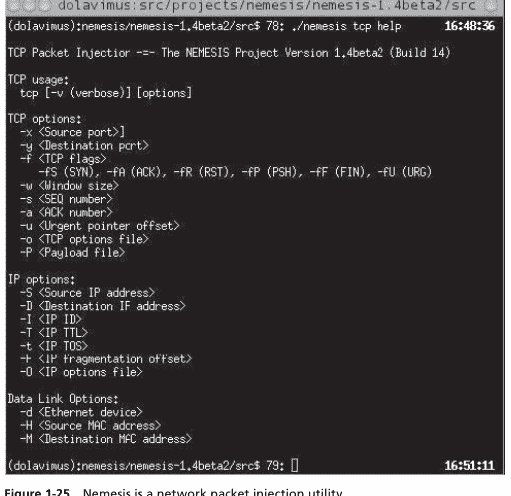 dolavimus:src/projects/nemesis/nemesis-1.4beta2/src
(dolavimus):nemesis/nemesis-1.4beta2/src$ 78: ./nemesis tcp help 16:48:36
TCP Packet Injection -=- The NEMESIS Project Version 1.4beta2 (Build 14)
TCP usage:
tcp [-v (verbose)] [options]
TCP options:
-x <Source port>]
-y <Destination port>
-f <TCP flags>
-fS (SYN), -fA (ACK), -fR (RST), -fP (PSH), -fF (FIN), -fU (URG)
-w <Window size>
-s <SEQ number>
-a <ACK number>
-u <Urgent pointer offset>
-o <TCP options file>
-P <Payload file>
IP options:
-S <Source IP address>
-D <Destination IP address>
-I <IP ID>
-T <IP TTL>
-t <IP TOS>
-F <IP fragmentation offset>
-O <IP options file>
Data Link Options:
-d <Ethernet device>
-H <Source MAC address>
-M <Destination MAC address>
(dolavimus):nemesis/nemesis-1.4beta2/src$ 79: [] 16:51:11
Figure 1-25 Nemesis is a network packet injection utility